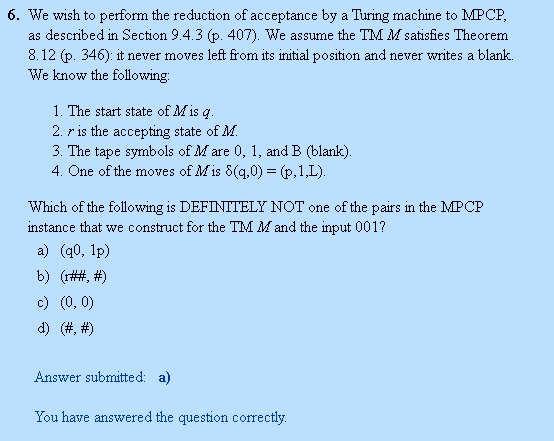 6. We wish to perform the reduction of acceptance by a Turing machine to MPCP,
as described in Section 9.4.3 (p. 407). We assume the TM M satisfies Theorem
8.12 (p. 346): it never moves left from its initial position and never writes a blank.
We know the following:
1. The start state of M is q.
2. r is the accepting state of M.
3. The tape symbols of M are 0, 1, and B (blank).
4. One of the moves of M is δ(q,0) = (p,1,L).
Which of the following is DEFINITELY NOT one of the pairs in the MPCP
instance that we construct for the TM M and the input 001?
a) (q0, 1p)
b) (r##, #)
c) (0, 0)
d) (#, #)
Answer submitted: a)
You have answered the question correctly.